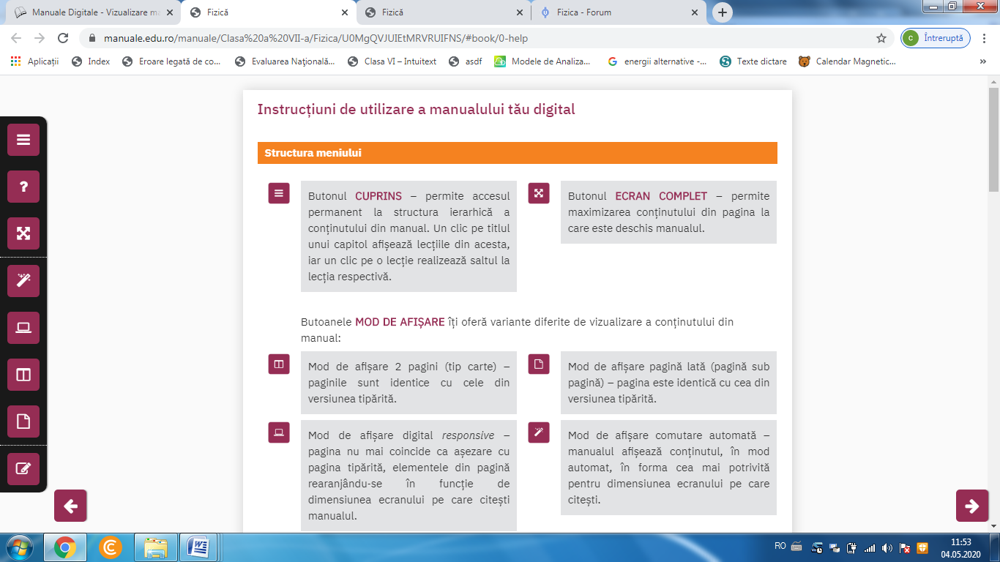 Manuale Digitale - Vizualizare ma
Fizică
Fizică
Fizica - Forum
manuale.edu.ro/manuale/Clasa%20a%20VII-a/Fizica/U0MgQVJUIEtMRVRUIFNS/#book/0-help
c
Întreruptă
Aplicații
Index
Eroare legată de co...
Evaluarea Națională...
Clasa VI – Intuitext
asdf
Modele de Analiza...
energii alternative -...
Texte dictare
Calendar Magnetic...
»
Instrucțiuni de utilizare a manualului tău digital
Structura meniului
Butonul CUPRINS – permite accesul
permanent la structura ierarhică a
conținutului din manual. Un clic pe titlul
unui capitol afișează lecțiile din acesta,
iar un clic pe o lecție realizează saltul la
lecția respectivă.
Butonul ECRAN COMPLET – permite
maximizarea conținutului din pagina la
care este deschis manualul.
Butoanele MOD DE AFIȘARE îți oferă variante diferite de vizualizare a conținutului din
manual:
Mod de afișare 2 pagini (tip carte) –
paginile sunt identice cu cele din
versiunea tipărită.
Mod de afișare pagină lată (pagină sub
pagină) – pagina este identică cu cea din
versiunea tipărită.
Mod de afișare digital responsive –
pagina nu mai coincide ca așezare cu
pagina tipărită, elementele din pagină
rearanjându-se în funcție de
dimensiunea ecranului pe care citești
manualul.
Mod de afișare comutare automată –
manualul afișează conținutul, în mod
automat, în forma cea mai potrivită
pentru dimensiunea ecranului pe care
citești.
RO
11:53
04.05.2020